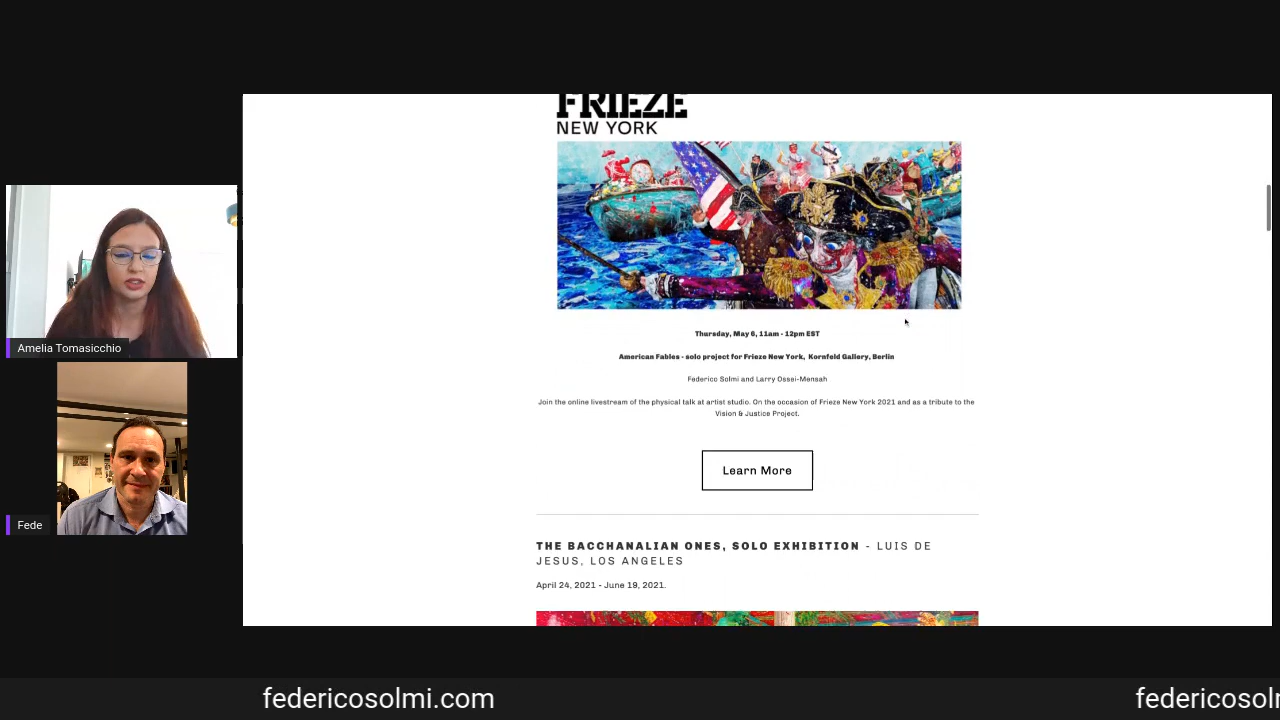 FRIEZE
NEW YORK
Thursday, May 6, 11am - 12pm EST
American Fables - solo project for Frieze New York, Kornfeld Gallery, Berlin
Federico Solmi and Larry Ossei-Mensah
Join the online livestream of the physical talk at artist studio. On the occasion of Frieze New York 2021 and as a tribute to the
Vision & Justice Project.
Learn More
THE BACCHANALIAN ONES, SOLO EXHIBITION - LUIS DE
JESUS, LOS ANGELES
April 24, 2021 - June 19, 2021.
Amelia Tomasicchio
Fede
federicosolmi.com
federicosol